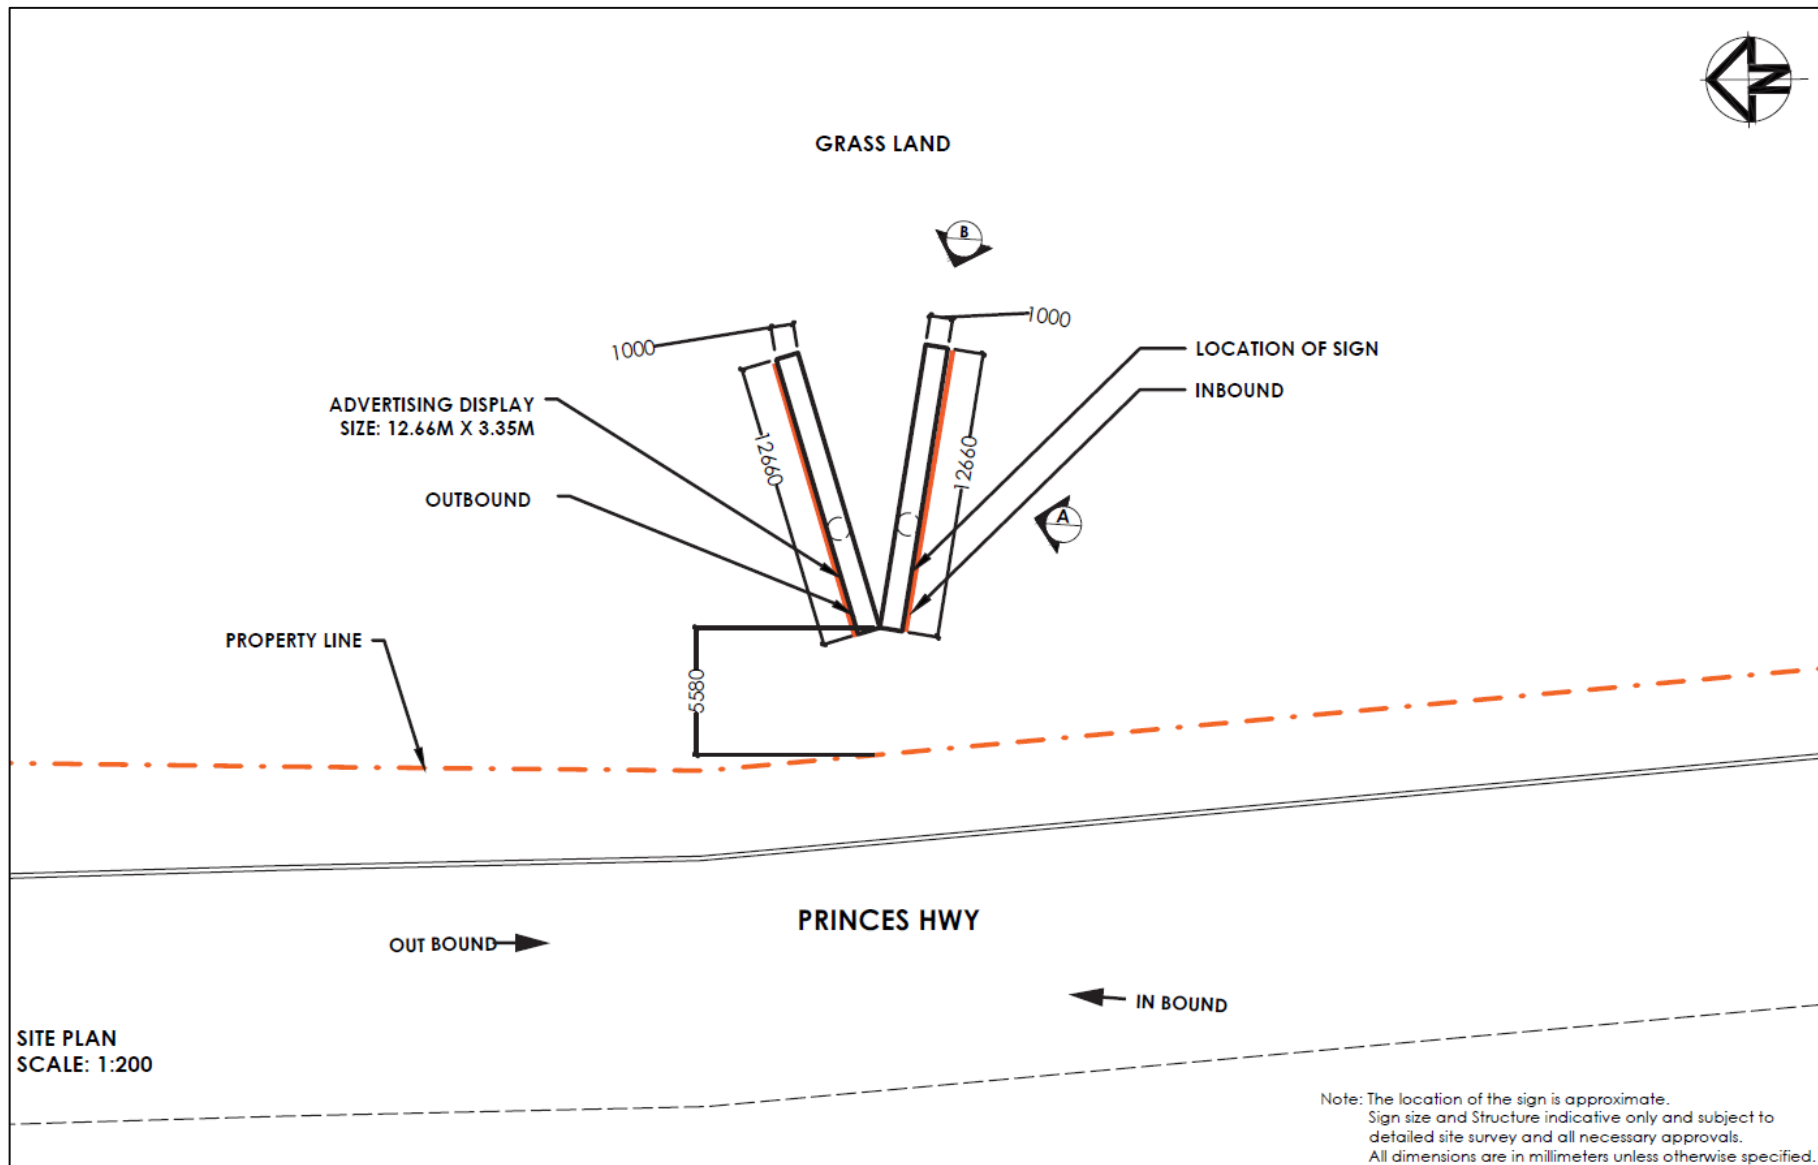 N
GRASS LAND
B
1000
1000
LOCATION OF SIGN
INBOUND
ADVERTISING DISPLAY
SIZE: 12.66M X 3.35M
12660
12660
OUTBOUND
A
PROPERTY LINE
5580
PRINCES HWY
OUT BOUND
IN BOUND
SITE PLAN
SCALE: 1:200
Note: The location of the sign is approximate.
Sign size and Structure indicative only and subject to
detailed site survey and all necessary approvals.
All dimensions are in millimeters unless otherwise specified.